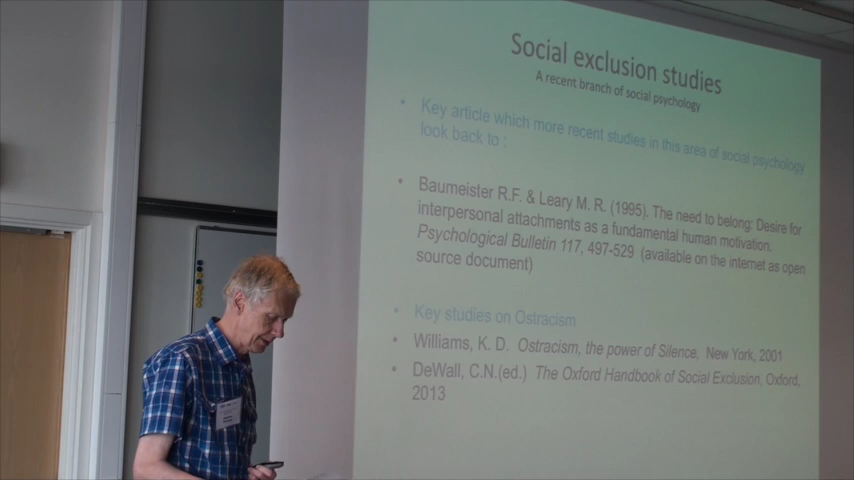 Social exclusion studies
A recent branch of social psychology
• Key article which more recent studies in this area of social psychology
look back to :
• Baumeister R.F. & Leary M. R. (1995). The need to belong: Desire for
interpersonal attachments as a fundamental human motivation.
Psychological Bulletin 117, 497-529 (available on the internet as open
source document)
• Key studies on Ostracism
• Williams, K. D. Ostracism, the power of Silence, New York, 2001
• DeWall, C.N.(ed.) The Oxford Handbook of Social Exclusion, Oxford,
2013